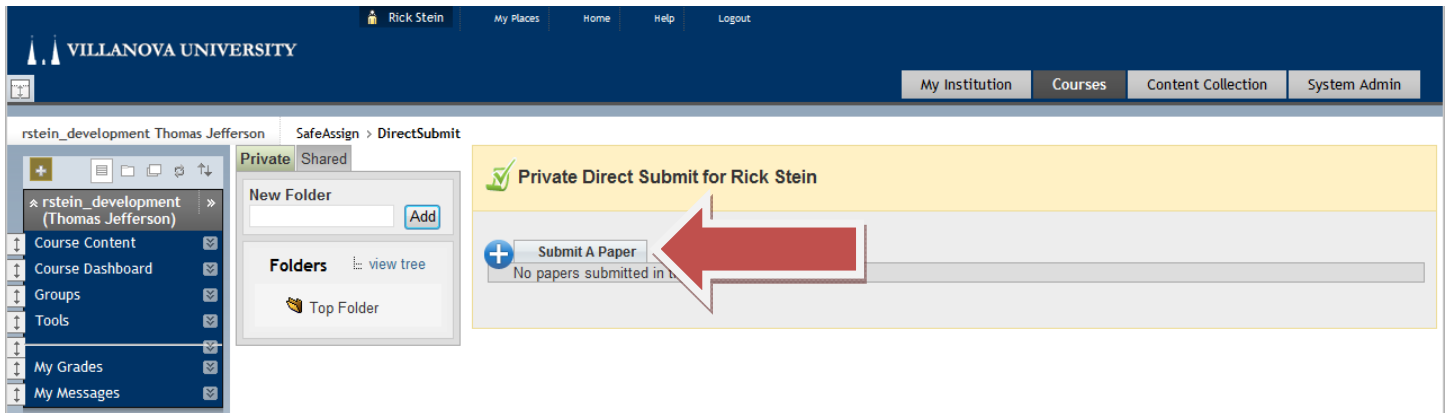 Rick Stein My Places Home Help Logout
VILLANOVA UNIVERSITY
My Institution Courses Content Collection System Admin
rstein_development Thomas Jefferson SafeAssign > DirectSubmit
Private Shared
Private Direct Submit for Rick Stein
rstein_development
(Thomas Jefferson)
New Folder
Add
Course Content
Course Dashboard
Groups
Tools
My Grades
My Messages
Folders view tree
Top Folder
Submit A Paper
No papers submitted in